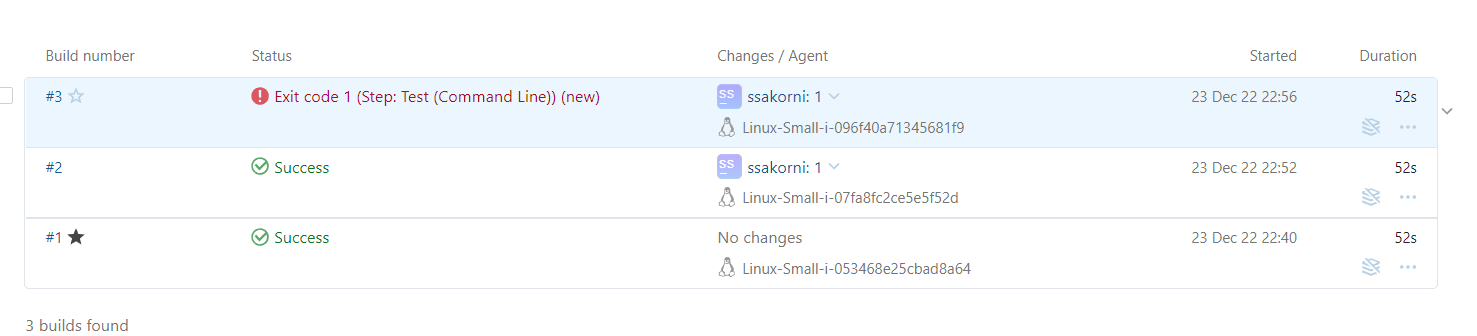 Build number Status Changes / Agent Started Duration
#3 Exit code 1 (Step: Test (Command Line)) (new) SS ssakorni: 1 23 Dec 22 22:56 52s
Linux-Small-i-096f40a71345681f9
#2 Success SS ssakorni: 1 23 Dec 22 22:52 52s
Linux-Small-i-07fa8fc2ce5e5f52d
#1 Success No changes 23 Dec 22 22:40 52s
Linux-Small-i-053468e25cbad8a64
3 builds found